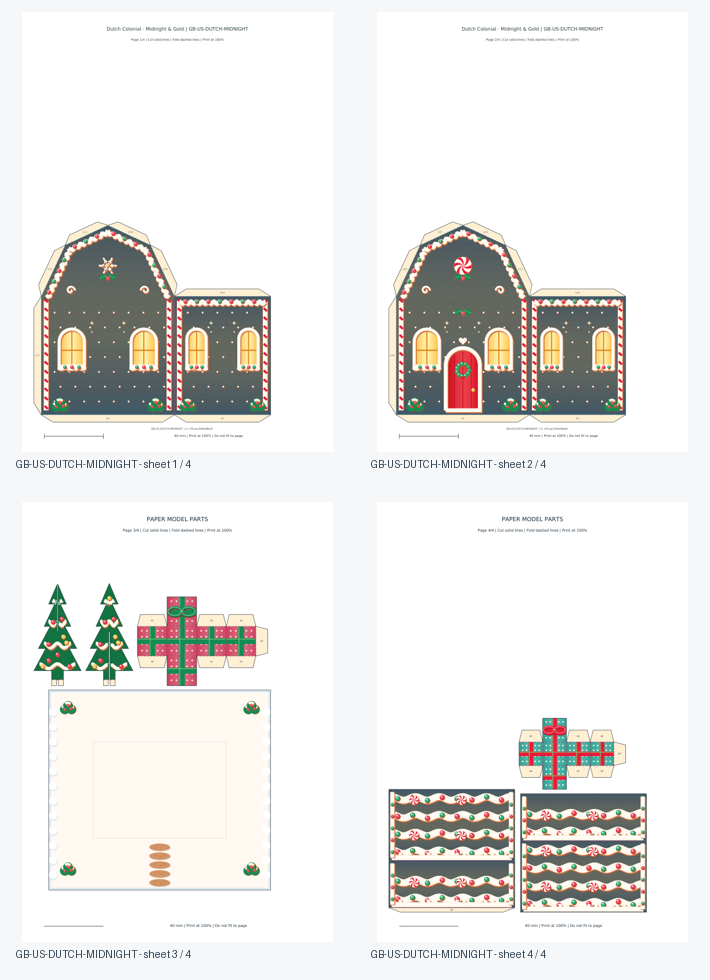 Dutch Colonial · Midnight & Gold | GB-US-DUTCH-MIDNIGHT
Page 1/4 | Cut solid lines | Fold dashed lines | Print at 100%
40 mm | Print at 100% | Do not fit to page
GB-US-DUTCH-MIDNIGHT - sheet 1 / 4
Dutch Colonial · Midnight & Gold | GB-US-DUTCH-MIDNIGHT
Page 2/4 | Cut solid lines | Fold dashed lines | Print at 100%
40 mm | Print at 100% | Do not fit to page
GB-US-DUTCH-MIDNIGHT - sheet 2 / 4
PAPER MODEL PARTS
Page 3/4 | Cut solid lines | Fold dashed lines | Print at 100%
40 mm | Print at 100% | Do not fit to page
GB-US-DUTCH-MIDNIGHT - sheet 3 / 4
PAPER MODEL PARTS
Page 4/4 | Cut solid lines | Fold dashed lines | Print at 100%
40 mm | Print at 100% | Do not fit to page
GB-US-DUTCH-MIDNIGHT - sheet 4 / 4